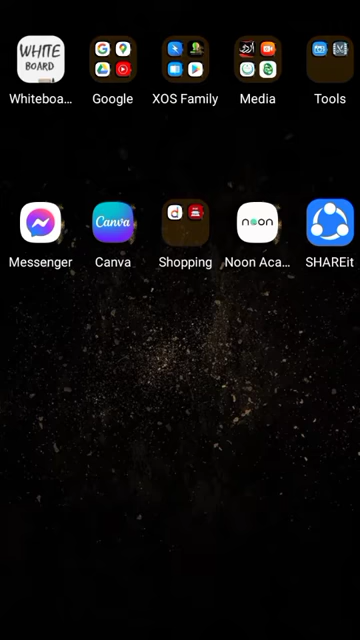 WHITE
BOARD
Whiteboa...
Google
XOS Family
Media
Tools
Canva
noon
Messenger
Canva
Shopping
Noon Aca...
SHAREit